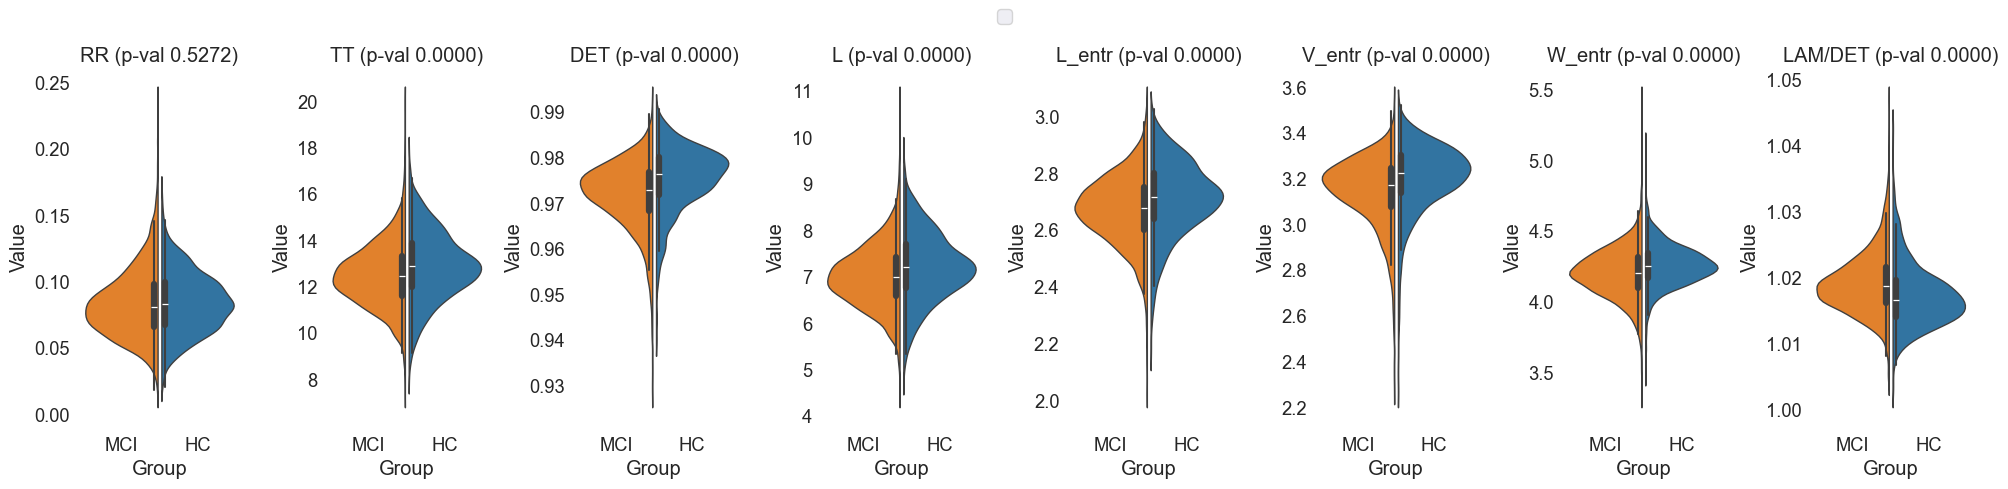 RR (p-val 0.5272)
0.25
0.20
0.15
0.10
0.05
0.00
Value
MCI HC
Group
TT (p-val 0.0000)
20
18
16
14
12
10
8
Value
MCI HC
Group
DET (p-val 0.0000)
0.99
0.98
0.97
0.96
0.95
0.94
0.93
Value
MCI HC
Group
L (p-val 0.0000)
11
10
9
8
7
6
5
4
Value
MCI HC
Group
L_entr (p-val 0.0000)
3.0
2.8
2.6
2.4
2.2
2.0
Value
MCI HC
Group
V_entr (p-val 0.0000)
3.6
3.4
3.2
3.0
2.8
2.6
2.4
2.2
Value
MCI HC
Group
W_entr (p-val 0.0000)
5.5
5.0
4.5
4.0
3.5
Value
MCI HC
Group
LAM/DET (p-val 0.0000)
1.05
1.04
1.03
1.02
1.01
1.00
Value
MCI HC
Group